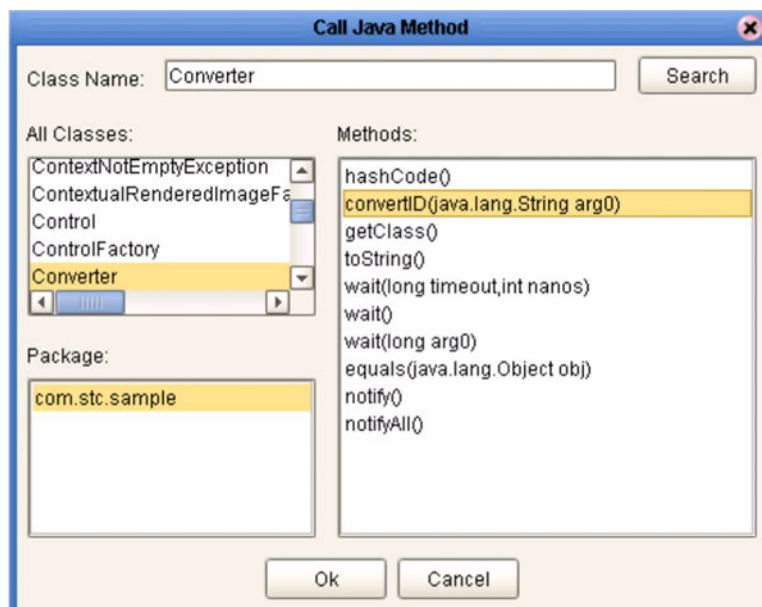 Call Java Method
Class Name: Converter Search
All Classes:
ContextNotEmptyException
ContextualRenderedImageFa
Control
ControlFactory
Converter
Package:
com.stc.sample
Methods:
hashCode()
convertID(java.lang.String arg0)
getClass()
toString()
wait(long timeout,int nanos)
wait()
wait(long arg0)
equals(java.lang.Object obj)
notify()
notifyAll()
Ok Cancel